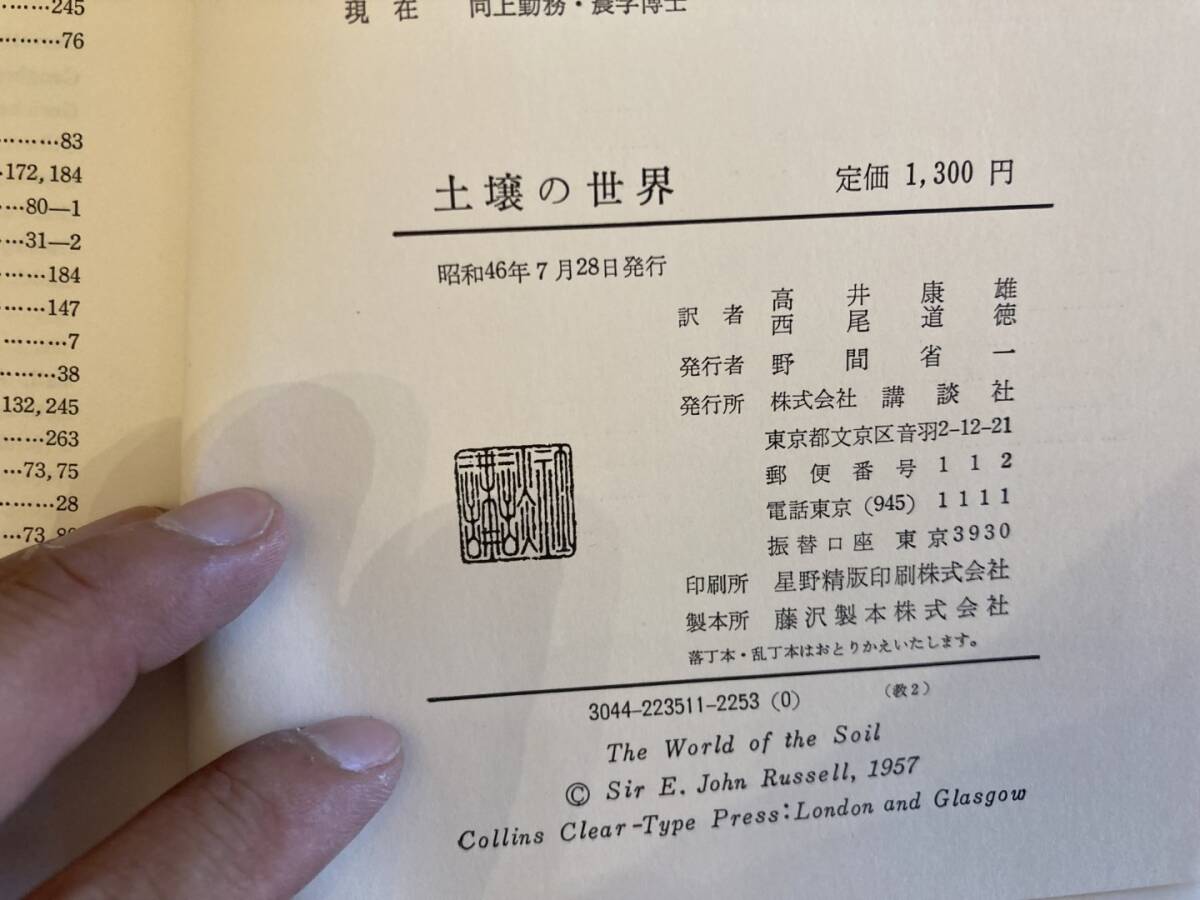 245
76
83
172, 184
80—1
31—2
184
147
7
38
132, 245
263
73, 75
28
73,
現在 同上勤務・農学博士
土壌の世界 定価 1,300 円
昭和46年7月28日発行
訳者 高井康雄
西尾道徳
発行者 野間省一
発行所 株式会社 講談社
東京都文京区音羽2-12-21
郵便番号 112
電話東京 (945) 1111
振替口座 東京3930
印刷所 星野精版印刷株式会社
製本所 藤沢製本株式会社
落丁本・乱丁本はおとりかえいたします。
3044-223511-2253 (0) (教2)
The World of the Soil
© Sir E. John Russell, 1957
Collins Clear-Type Press: London and Glasgow